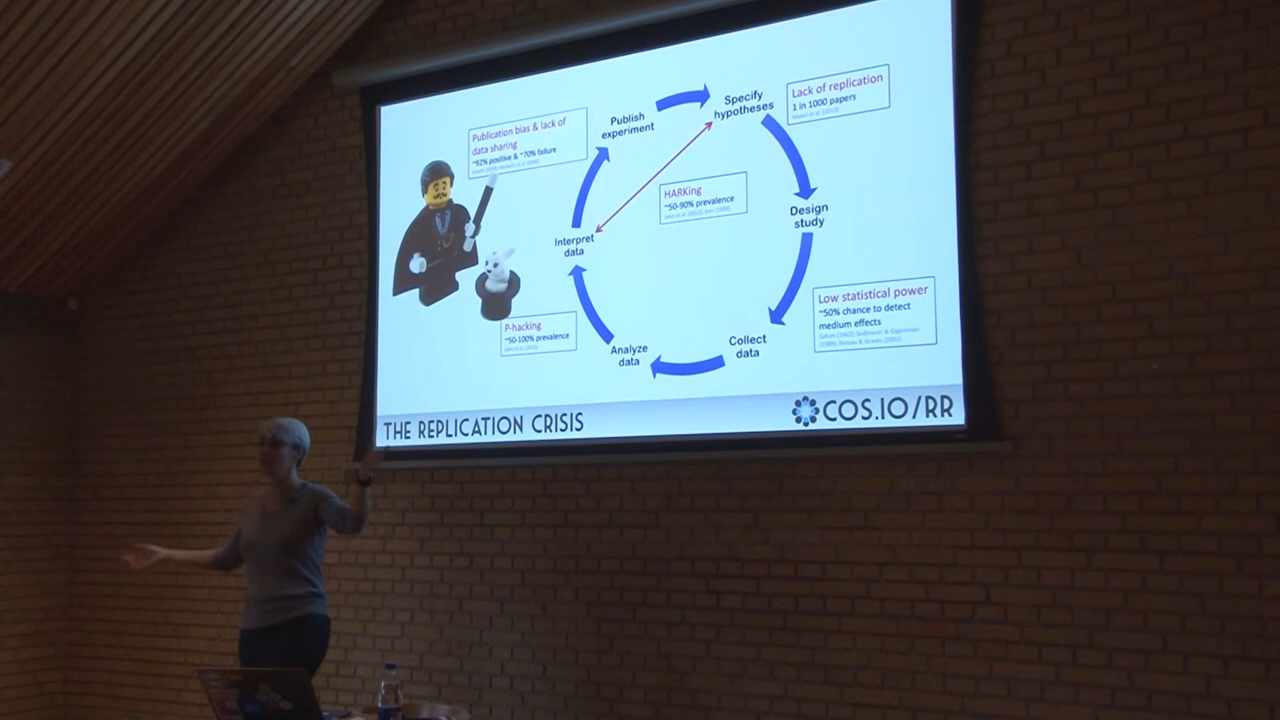 Publish
experiment
Specify
hypotheses
Lack of replication
1 in 1000 papers
Publication bias & lack of
data sharing
~92% positive & ~70% failure
HARKing
~50-90% prevalence
Design
study
Interpret
data
Low statistical power
~50% chance to detect
medium effects
P-hacking
~50-100% prevalence
Analyze
data
Collect
data
THE REPLICATION CRISIS
COS.IO/RR